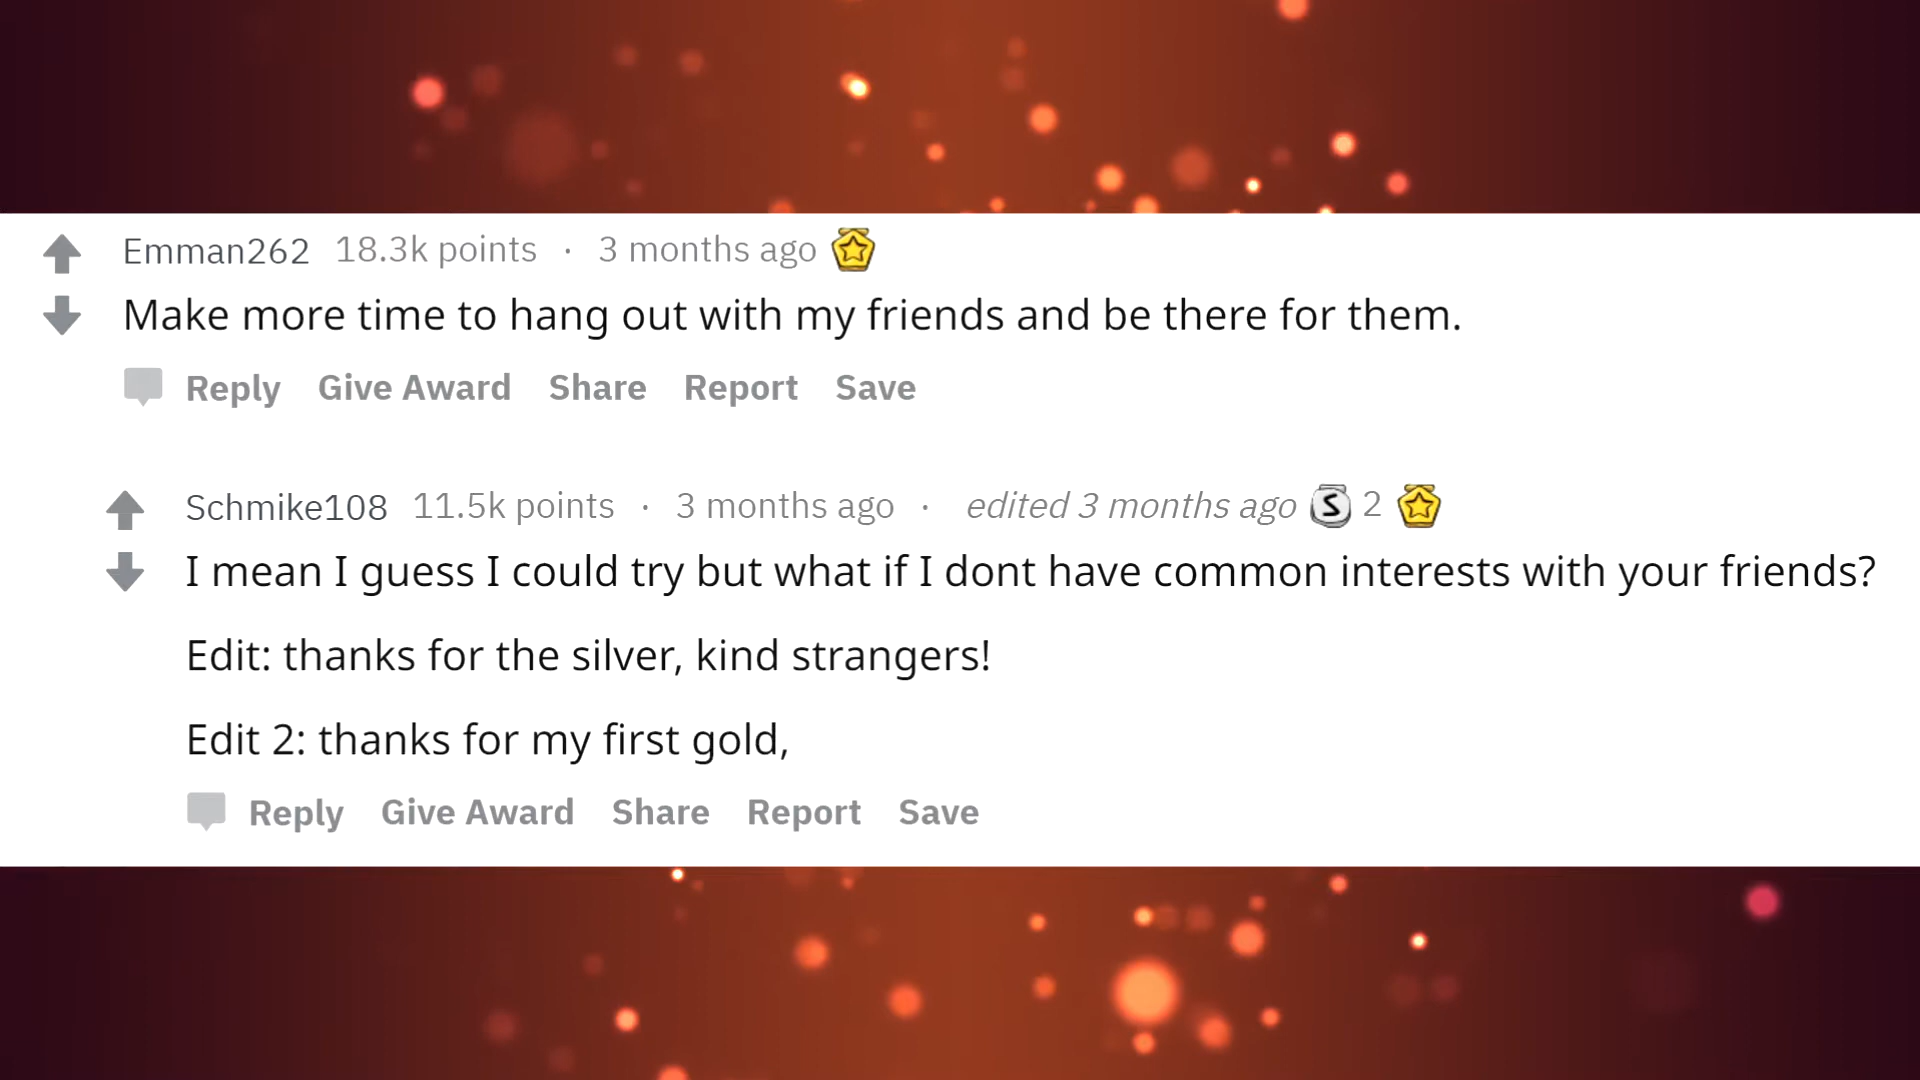 Emman262 18.3k points · 3 months ago
Make more time to hang out with my friends and be there for them.
Reply Give Award Share Report Save
Schmike108 11.5k points · 3 months ago · edited 3 months ago S 2
I mean I guess I could try but what if I dont have common interests with your friends?
Edit: thanks for the silver, kind strangers!
Edit 2: thanks for my first gold,
Reply Give Award Share Report Save